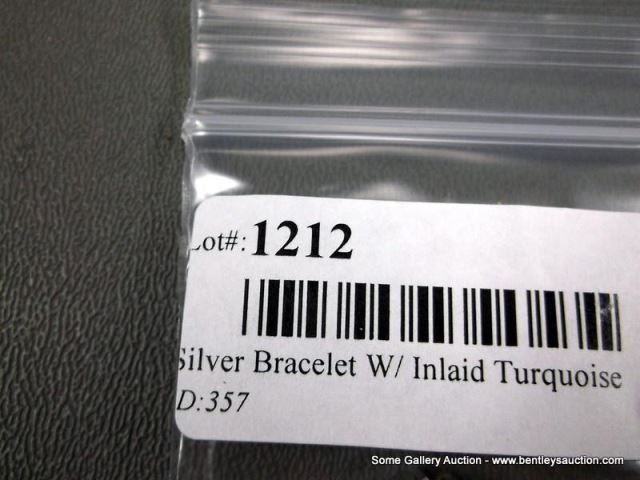 Lot#: 1212
Silver Bracelet W/ Inlaid Turquoise
D:357
Some Gallery Auction - www.bentleysauction.com